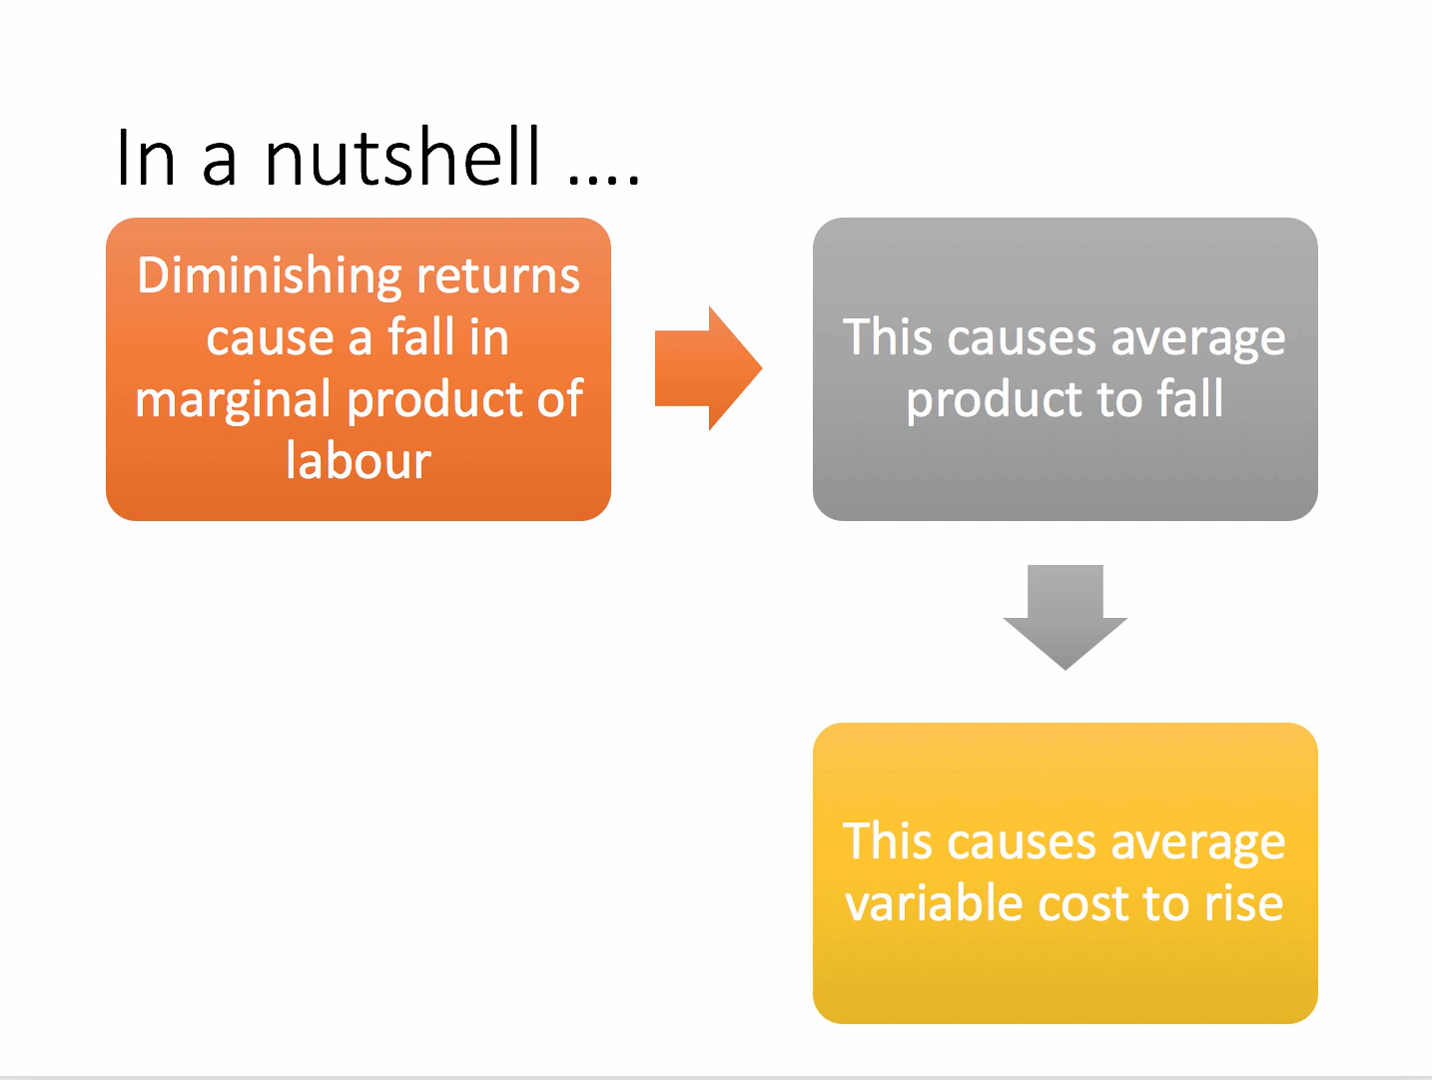 In a nutshell ....
Diminishing returns
cause a fall in
marginal product of
labour
This causes average
product to fall
This causes average
variable cost to rise